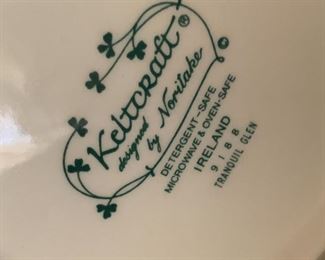 Keltcraft ®
designed
by Noritake
©
DETERGENT-SAFE
MICROWAVE & OVEN-SAFE
IRELAND
9188
TRANQUIL GLEN